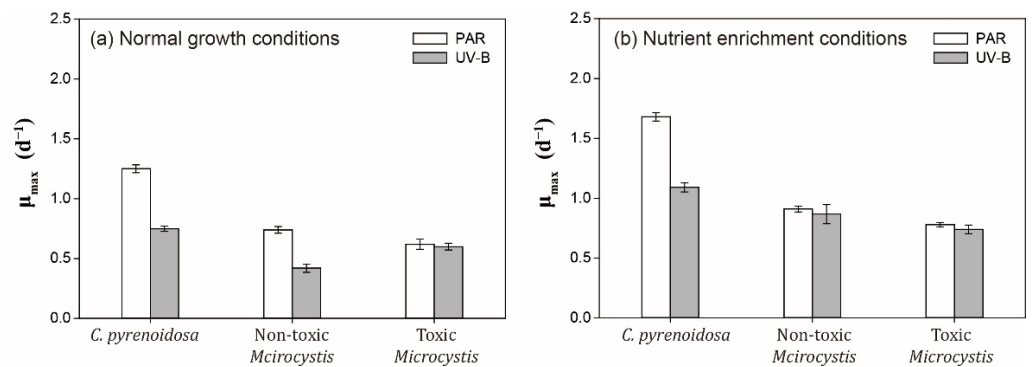 (a) Normal growth conditions
PAR
UV-B
2.5
2.0
1.5
1.0
0.5
0.0
μmax (d⁻¹)
C. pyrenoidosa
Non-toxic
Mcirocystis
Toxic
Microcystis
(b) Nutrient enrichment conditions
PAR
UV-B
2.5
2.0
1.5
1.0
0.5
0.0
μmax (d⁻¹)
C. pyrenoidosa
Non-toxic
Mcirocystis
Toxic
Microcystis